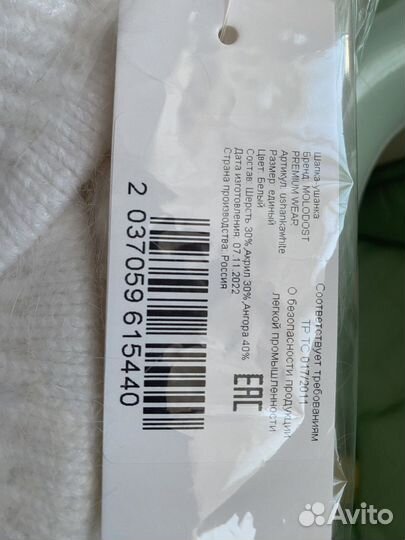 Шапка-ушанка
Бренд: MOLODOST
PREMIUM WEAR
Артикул: ushankawhite
Размер: единый
Цвет: Белый
Состав: Шерсть 30%,Акрил 30%,Ангора 40%
Дата изготовления: 07.11.2022
Страна производства: Россия
Соответствует требованиям
ТР ТС 017/2011
О безопасности продукции
легкой промышленности
EAC
2 037059 615440
Avito